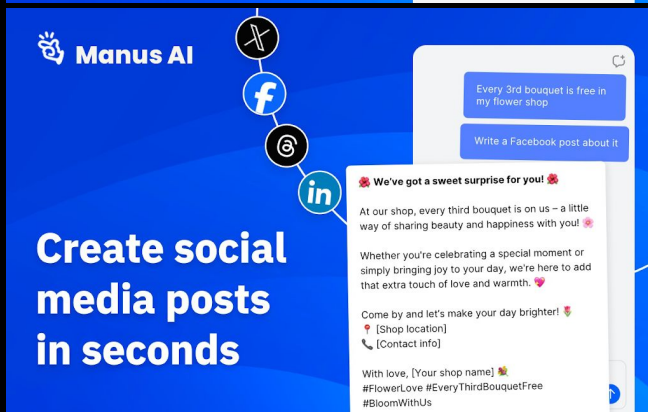 Manus AI
Create social
media posts
in seconds
Every 3rd bouquet is free in
my flower shop
Write a Facebook post about it
🌺 We've got a sweet surprise for you! 🌺
At our shop, every third bouquet is on us – a little
way of sharing beauty and happiness with you! 🌸
Whether you're celebrating a special moment or
simply bringing joy to your day, we're here to add
that extra touch of love and warmth. 💖
Come by and let's make your day brighter! 🌷
📍 [Shop location]
📞 [Contact info]
With love, [Your shop name] 💐
#FlowerLove #EveryThirdBouquetFree
#BloomWithUs